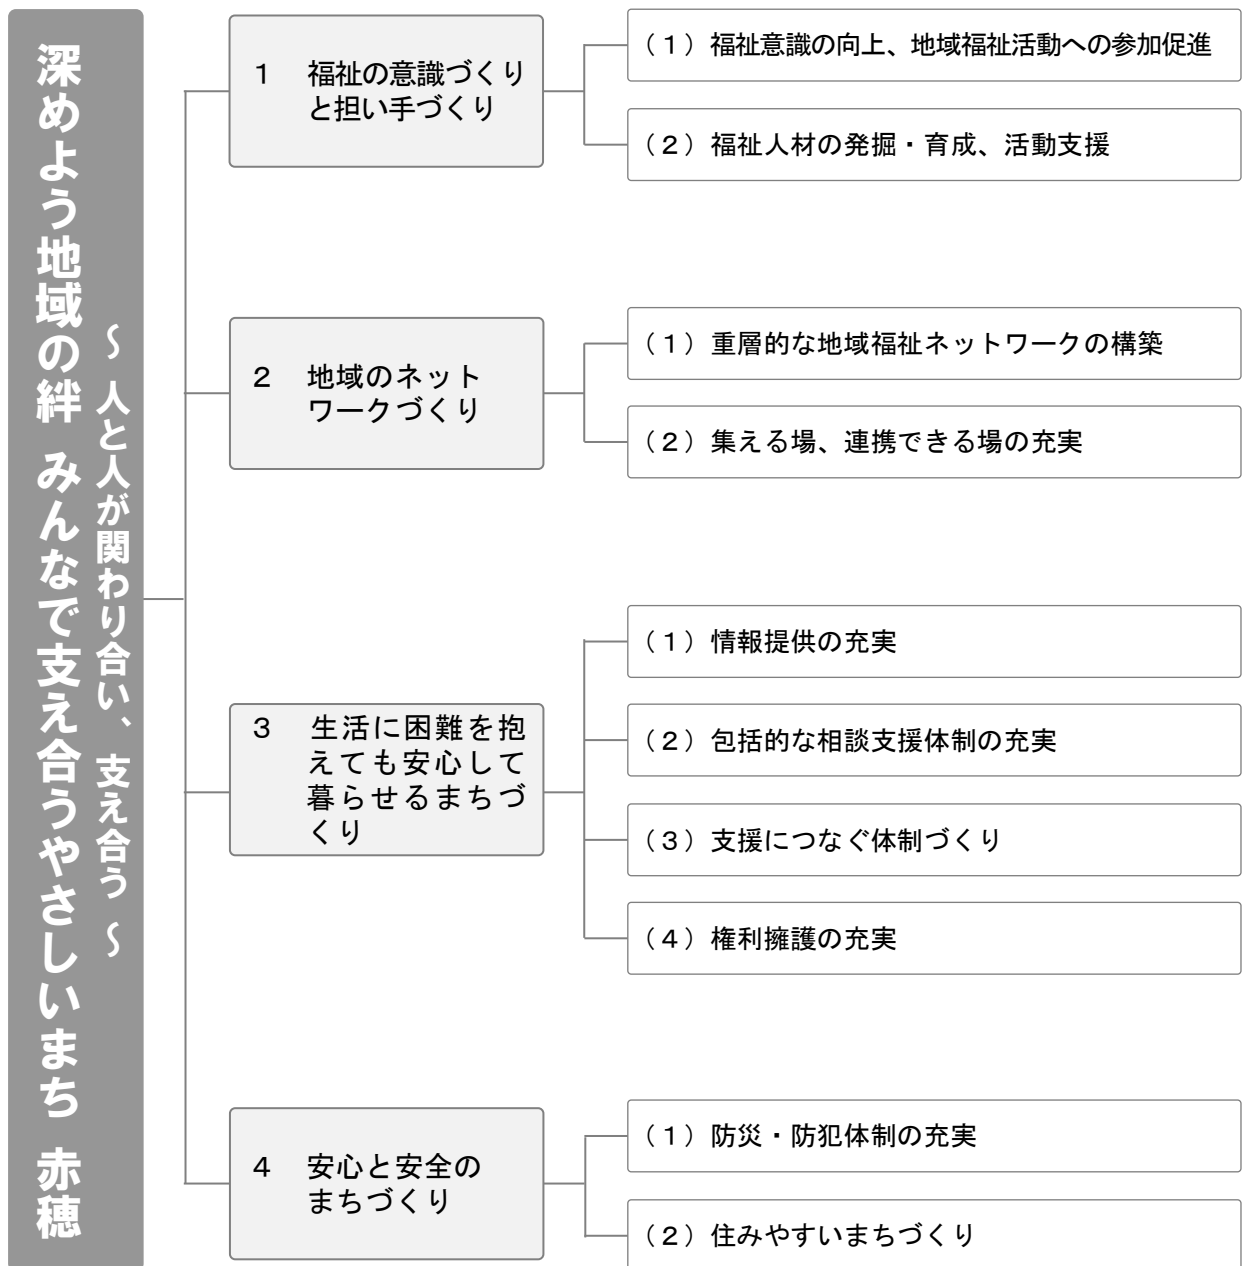 深めよう地域の絆 みんなで支え合うやさしいまち 赤穂
～ 人と人が関わり合い、支え合う ～
１ 福祉の意識づくり
と担い手づくり
（１）福祉意識の向上、地域福祉活動への参加促進
（２）福祉人材の発掘・育成、活動支援
２ 地域のネット
ワークづくり
（１）重層的な地域福祉ネットワークの構築
（２）集える場、連携できる場の充実
３ 生活に困難を抱
えても安心して
暮らせるまちづ
くり
（１）情報提供の充実
（２）包括的な相談支援体制の充実
（３）支援につなぐ体制づくり
（４）権利擁護の充実
４ 安心と安全の
まちづくり
（１）防災・防犯体制の充実
（２）住みやすいまちづくり